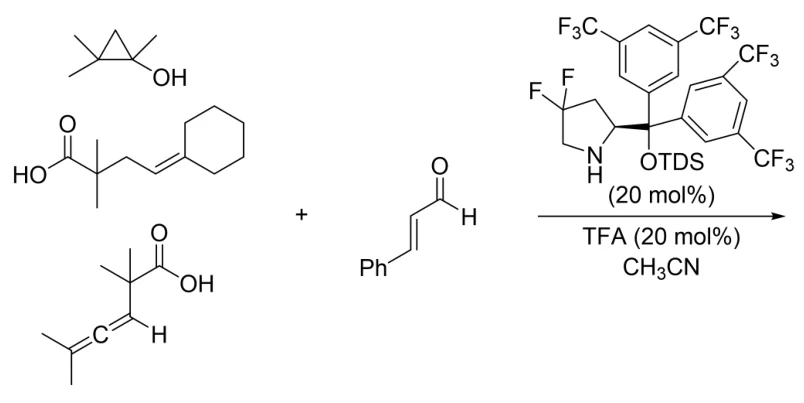 OH
O
HO
O
OH
C
H
+
O
H
Ph
F3C
CF3
CF3
F
F
N
H
OTDS
CF3
(20 mol%)
TFA (20 mol%)
CH3CN